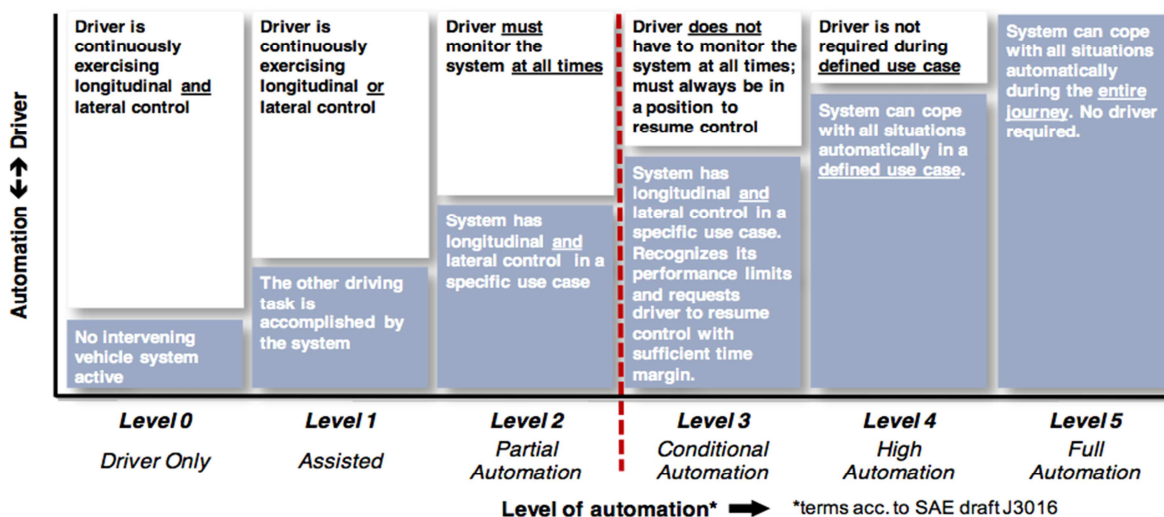 Automation ↔ Driver
Driver is
continuously
exercising
longitudinal and
lateral control
No intervening
vehicle system
active
Level 0
Driver Only
Driver is
continuously
exercising
longitudinal or
lateral control
The other driving
task is
accomplished by
the system
Level 1
Assisted
Driver must
monitor the
system at all times
System has
longitudinal and
lateral control in a
specific use case
Level 2
Partial
Automation
Driver does not
have to monitor the
system at all times;
must always be in
a position to
resume control
System has
longitudinal and
lateral control in a
specific use case.
Recognizes its
performance limits
and requests
driver to resume
control with
sufficient time
margin.
Level 3
Conditional
Automation
Driver is not
required during
defined use case
System can cope
with all situations
automatically in a
defined use case.
Level 4
High
Automation
System can cope
with all situations
automatically
during the entire
journey. No driver
required.
Level 5
Full
Automation
Level of automation* → *terms acc. to SAE draft J3016